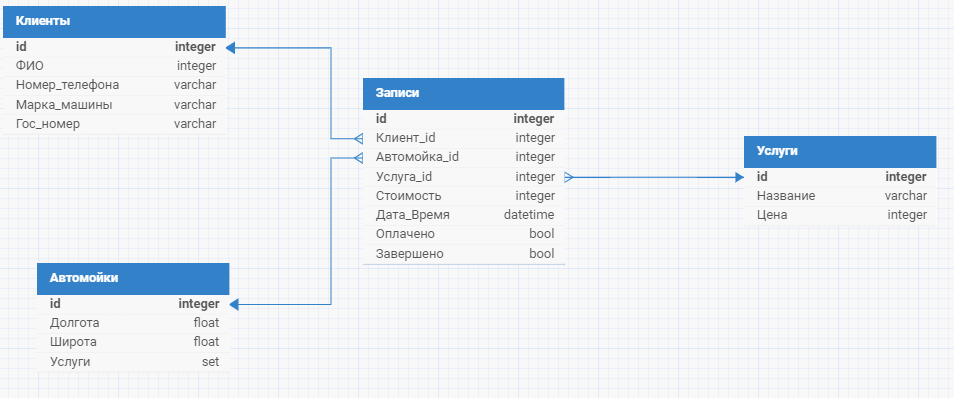 Клиенты
id integer
ФИО integer
Номер_телефона varchar
Марка_машины varchar
Гос_номер varchar
Записи
id integer
Клиент_id integer
Автомойка_id integer
Услуга_id integer
Стоимость integer
Дата_Время datetime
Оплачено bool
Завершено bool
Услуги
id integer
Название varchar
Цена integer
Автомойки
id integer
Долгота float
Широта float
Услуги set